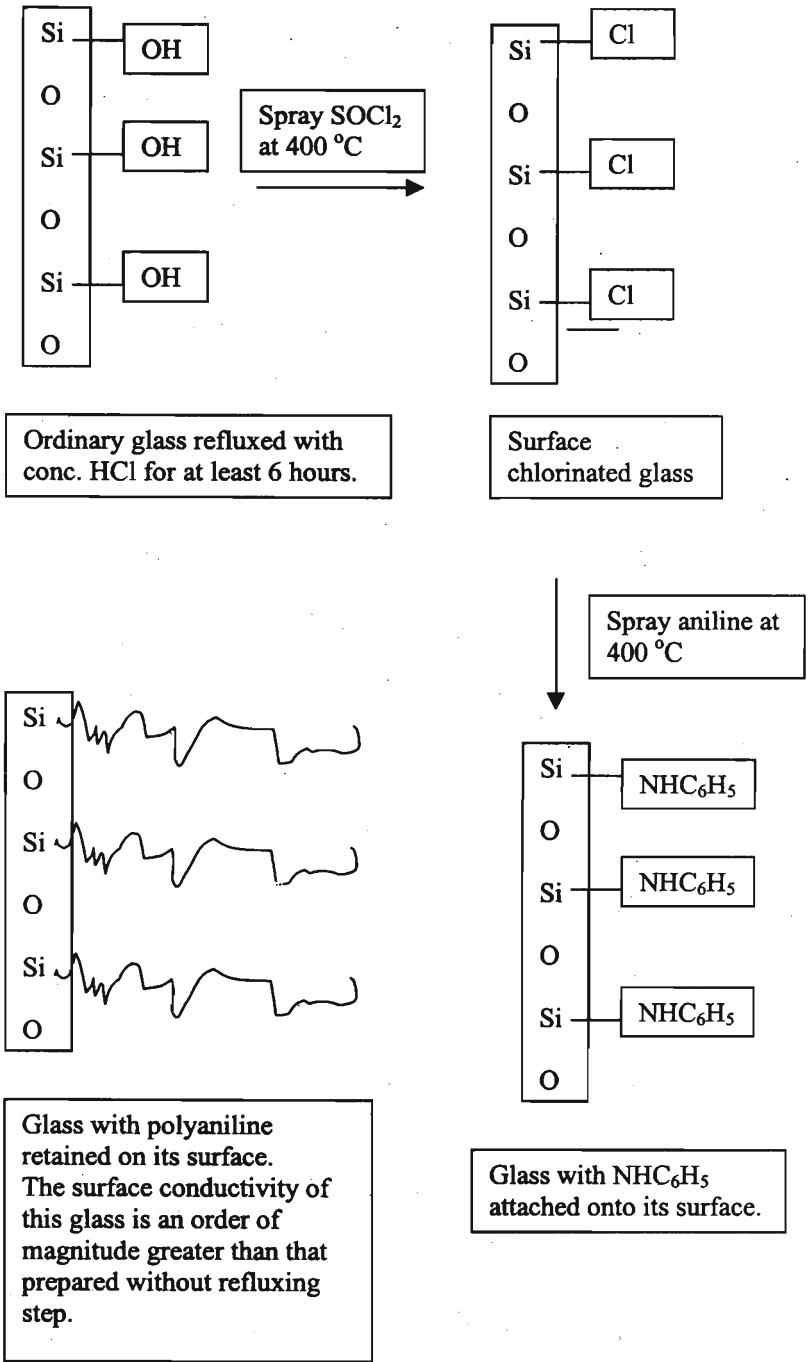 Si
OH
O
Si
OH
O
Si
OH
O
Spray SOCl₂
at 400 °C
Si
Cl
O
Si
Cl
O
Si
Cl
O
Ordinary glass refluxed with
conc. HCl for at least 6 hours.
Surface
chlorinated glass
Spray aniline at
400 °C
Si
NHC₆H₅
O
Si
NHC₆H₅
O
Si
NHC₆H₅
O
Glass with NHC₆H₅
attached onto its surface.
Si
O
Si
O
Si
O
Glass with polyaniline
retained on its surface.
The surface conductivity of
this glass is an order of
magnitude greater than that
prepared without refluxing
step.